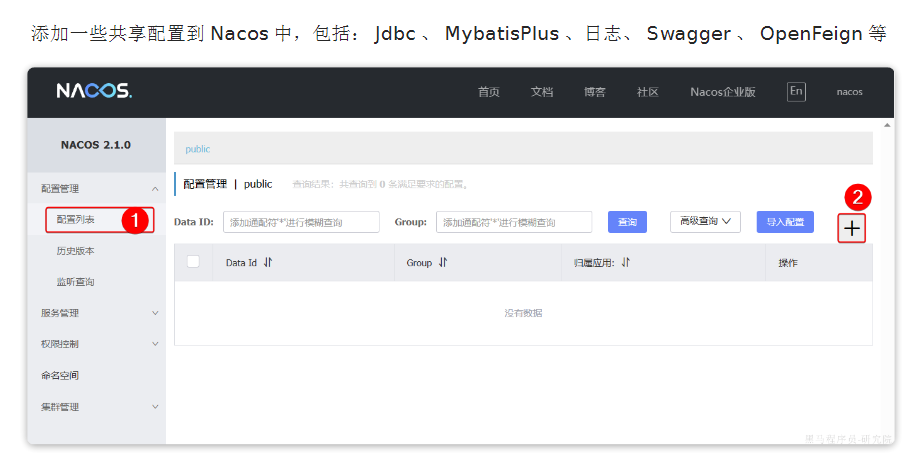 添加一些共享配置到 Nacos 中，包括： Jdbc 、 MybatisPlus 、日志、 Swagger 、 OpenFeign 等
NACOS. 首页 文档 博客 社区 Nacos企业版 En nacos
NACOS 2.1.0
public
配置管理
配置管理 | public 查询结果：共查询到 0 条满足要求的配置。
配置列表 1
Data ID: 添加通配符'*'进行模糊查询 Group: 添加通配符'*'进行模糊查询 查询 高级查询 导入配置 2 +
历史版本
Data Id Group 归属应用: 操作
监听查询
服务管理
没有数据
权限控制
命名空间
集群管理
黑马程序员-研究院